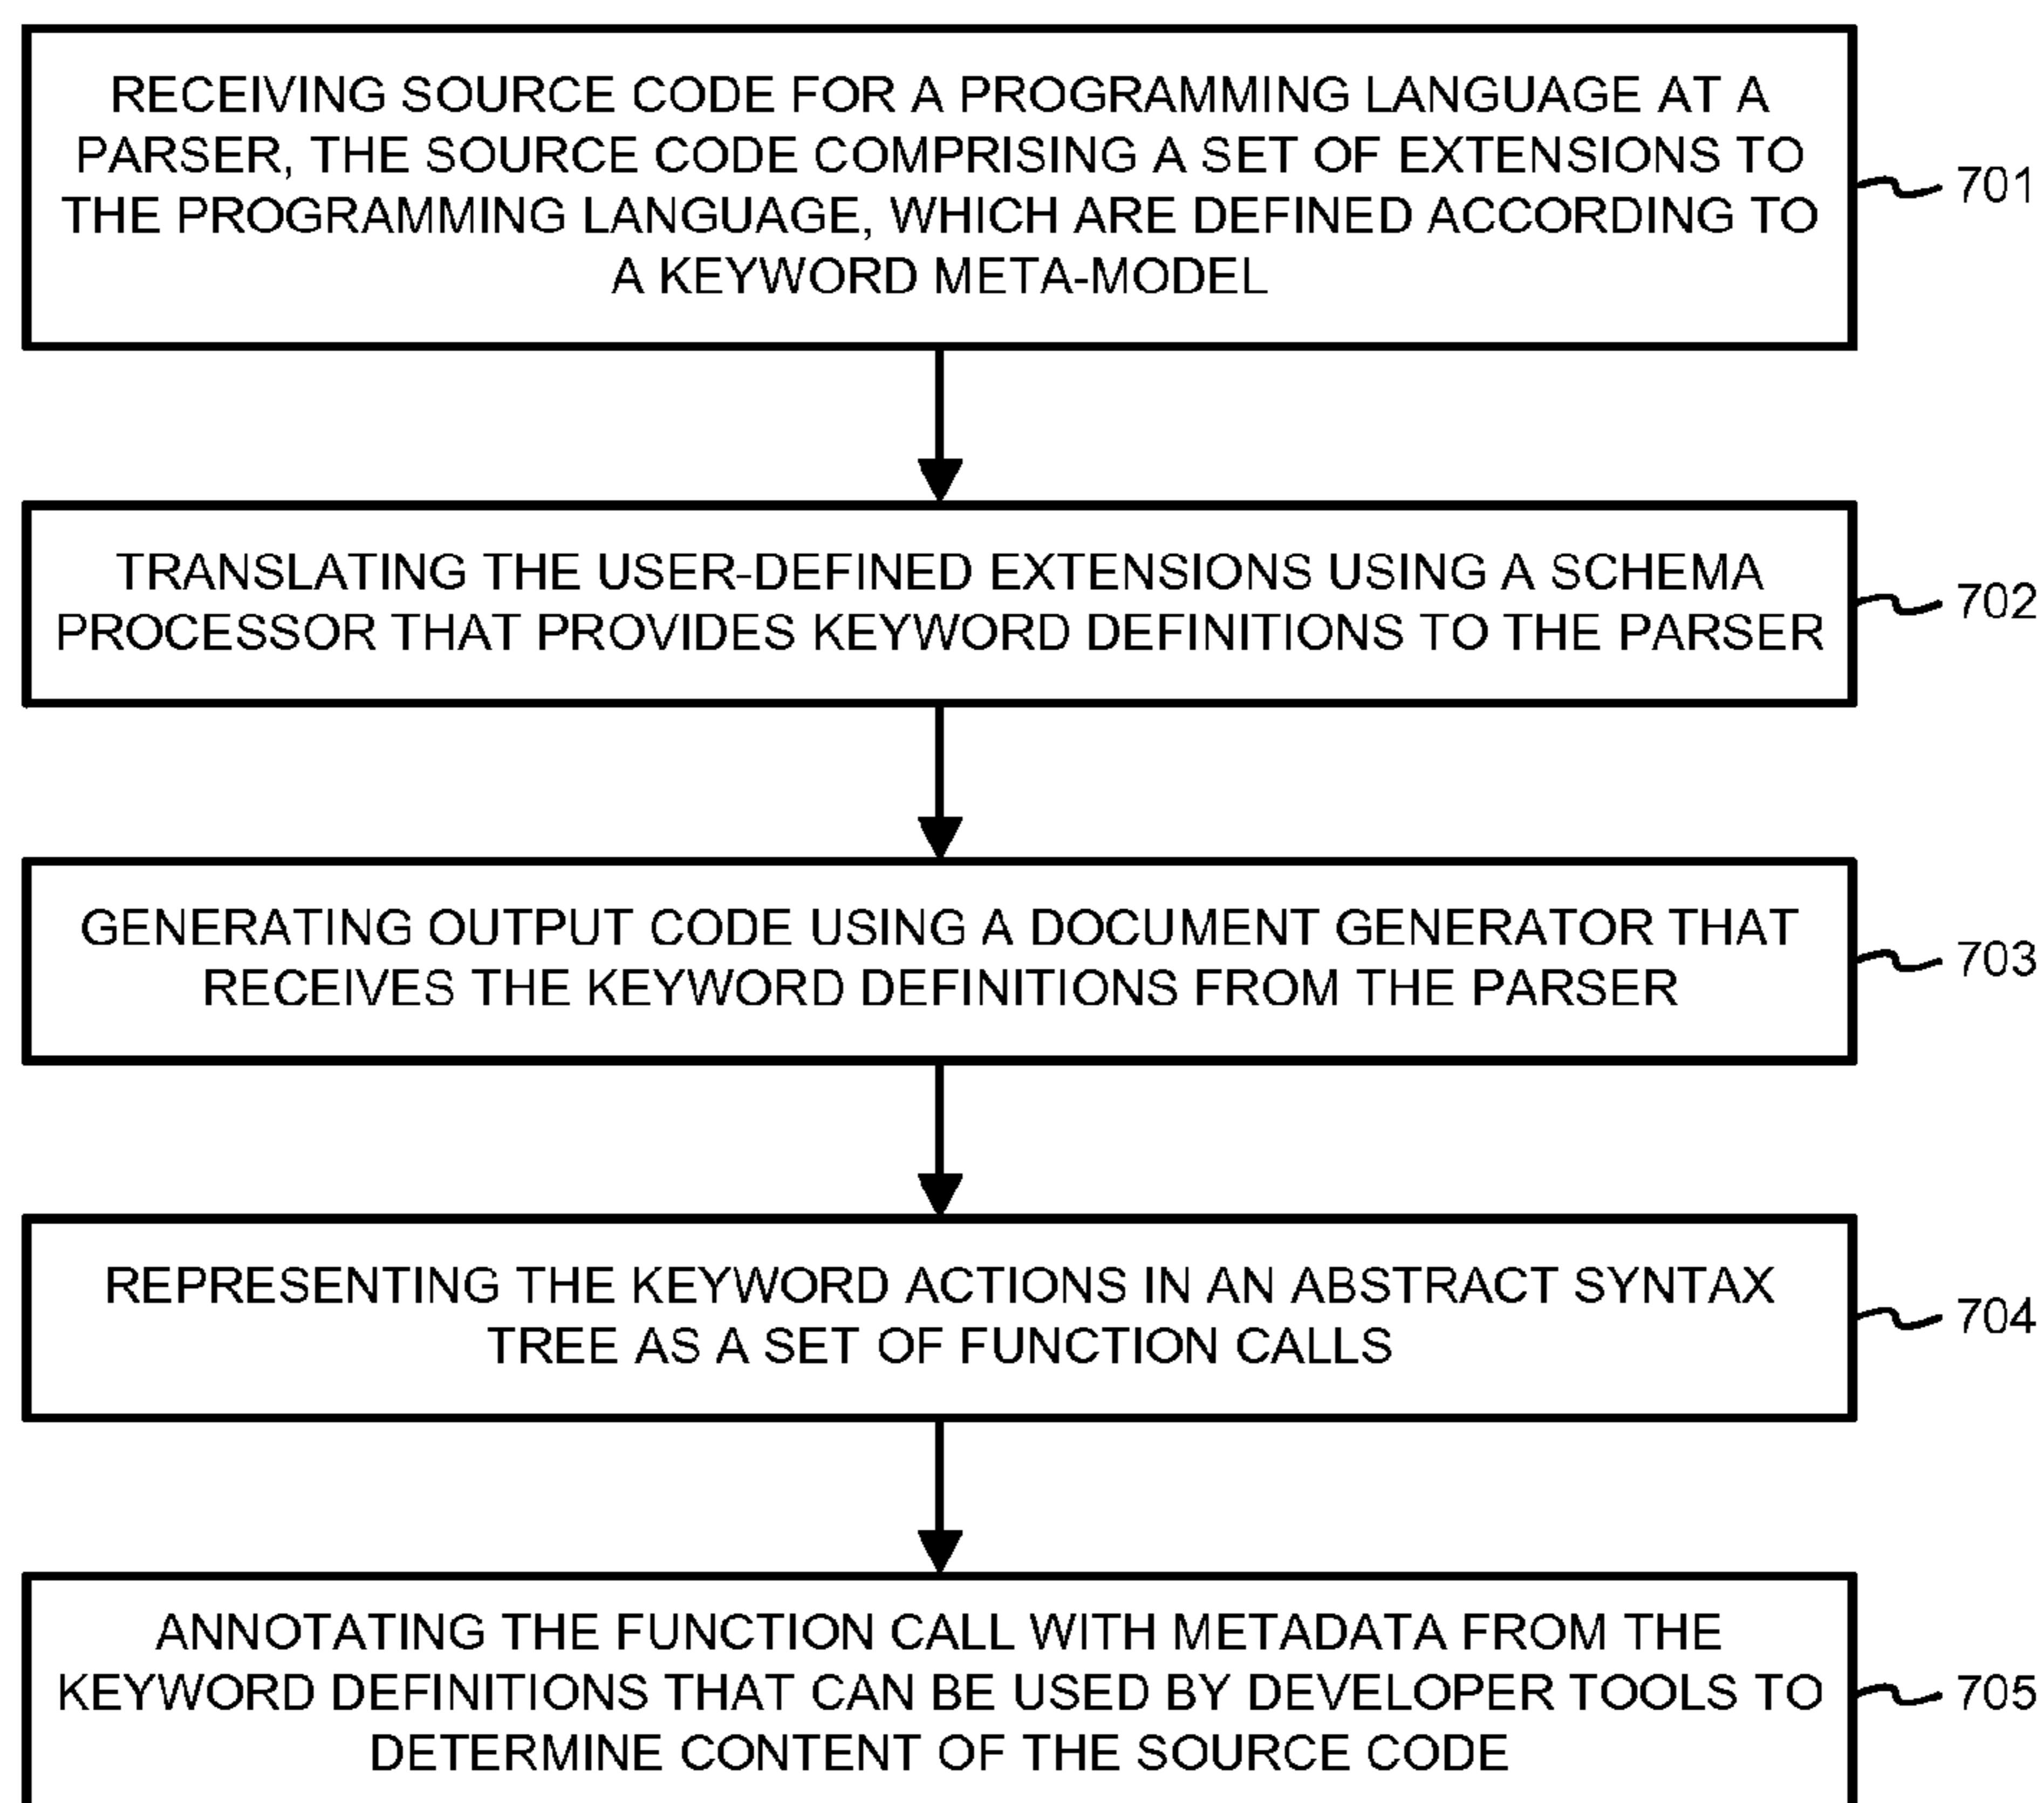 RECEIVING SOURCE CODE FOR A PROGRAMMING LANGUAGE AT A
PARSER, THE SOURCE CODE COMPRISING A SET OF EXTENSIONS TO
THE PROGRAMMING LANGUAGE, WHICH ARE DEFINED ACCORDING TO
A KEYWORD META-MODEL
701
TRANSLATING THE USER-DEFINED EXTENSIONS USING A SCHEMA
PROCESSOR THAT PROVIDES KEYWORD DEFINITIONS TO THE PARSER
702
GENERATING OUTPUT CODE USING A DOCUMENT GENERATOR THAT
RECEIVES THE KEYWORD DEFINITIONS FROM THE PARSER
703
REPRESENTING THE KEYWORD ACTIONS IN AN ABSTRACT SYNTAX
TREE AS A SET OF FUNCTION CALLS
704
ANNOTATING THE FUNCTION CALL WITH METADATA FROM THE
KEYWORD DEFINITIONS THAT CAN BE USED BY DEVELOPER TOOLS TO
DETERMINE CONTENT OF THE SOURCE CODE
705